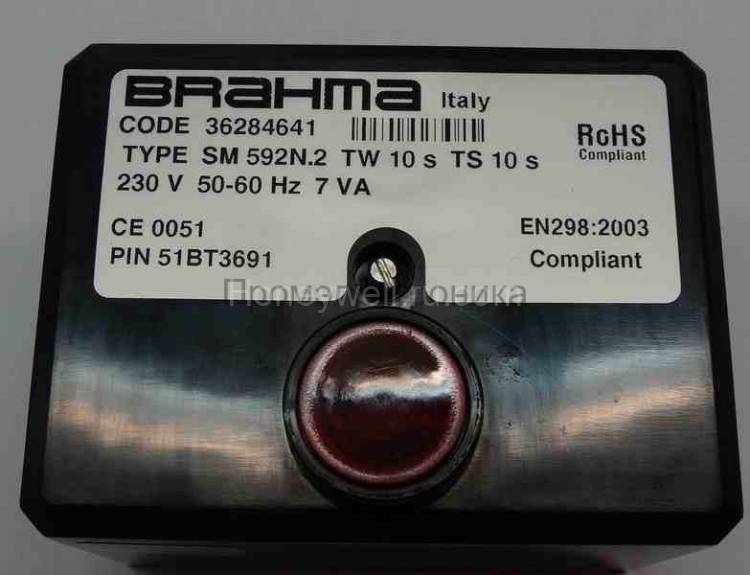 BRAHMA Italy
CODE 36284641
RoHS
Compliant
TYPE SM 592N.2 TW 10 s TS 10 s
230 V 50-60 Hz 7 VA
CE 0051
EN298:2003
PIN 51BT3691
Compliant